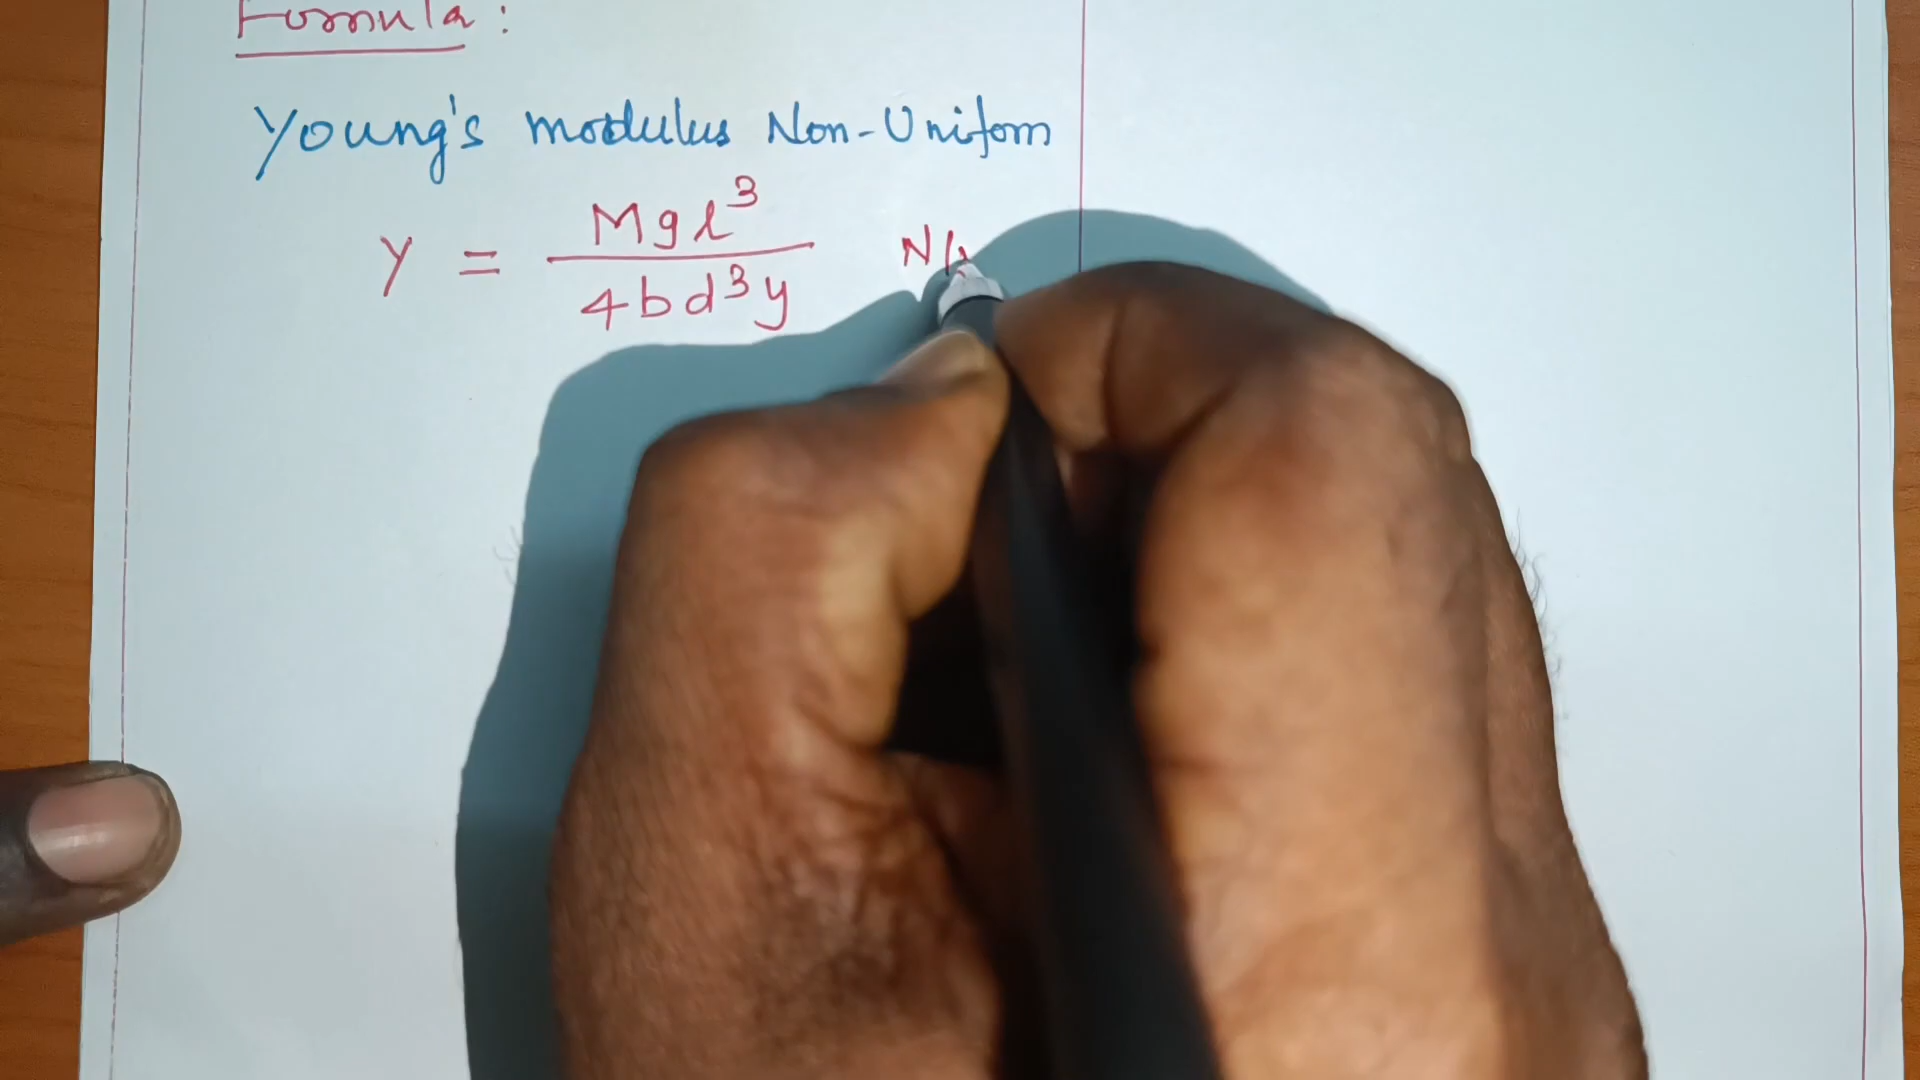 Formula :
Young's modulus Non-Uniform
Y = Mgl³ / 4bd³y N/